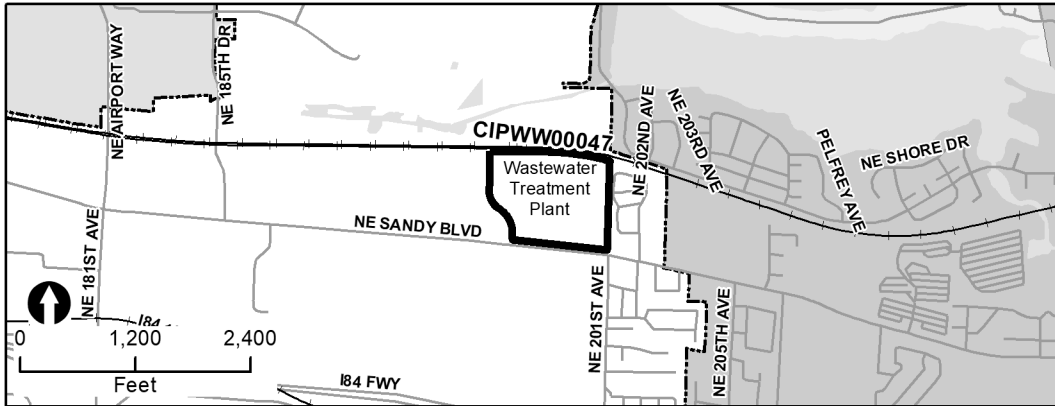 NE AIRPORT WAY
NE 185TH DR
CIPWW00047
NE 202ND AVE
NE 203RD AVE
PELFREY AVE
NE SHORE DR
Wastewater
Treatment
Plant
NE SANDY BLVD
NE 181ST AVE
I84
NE 201ST AVE
NE 205TH AVE
0
1,200
2,400
Feet
I84 FWY